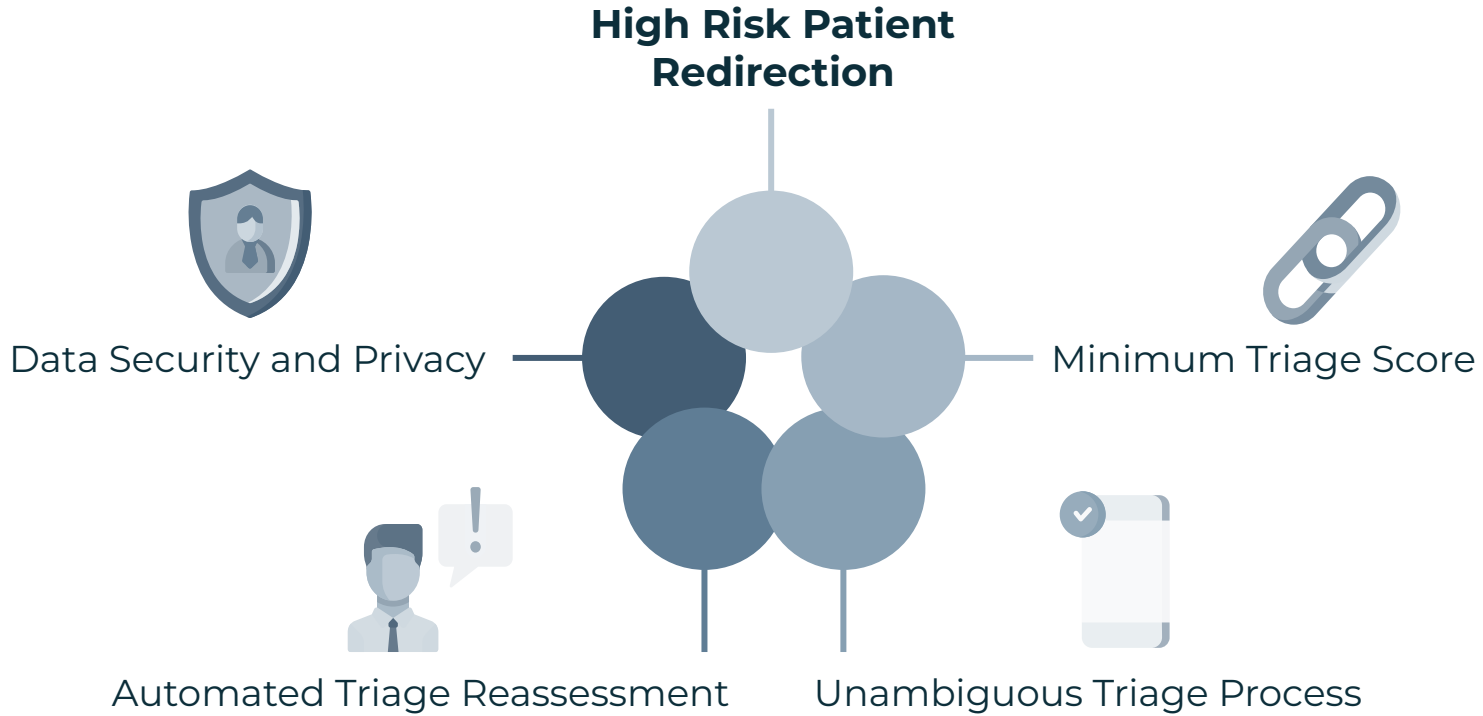 High Risk Patient
Redirection
Data Security and Privacy
Minimum Triage Score
Automated Triage Reassessment
Unambiguous Triage Process